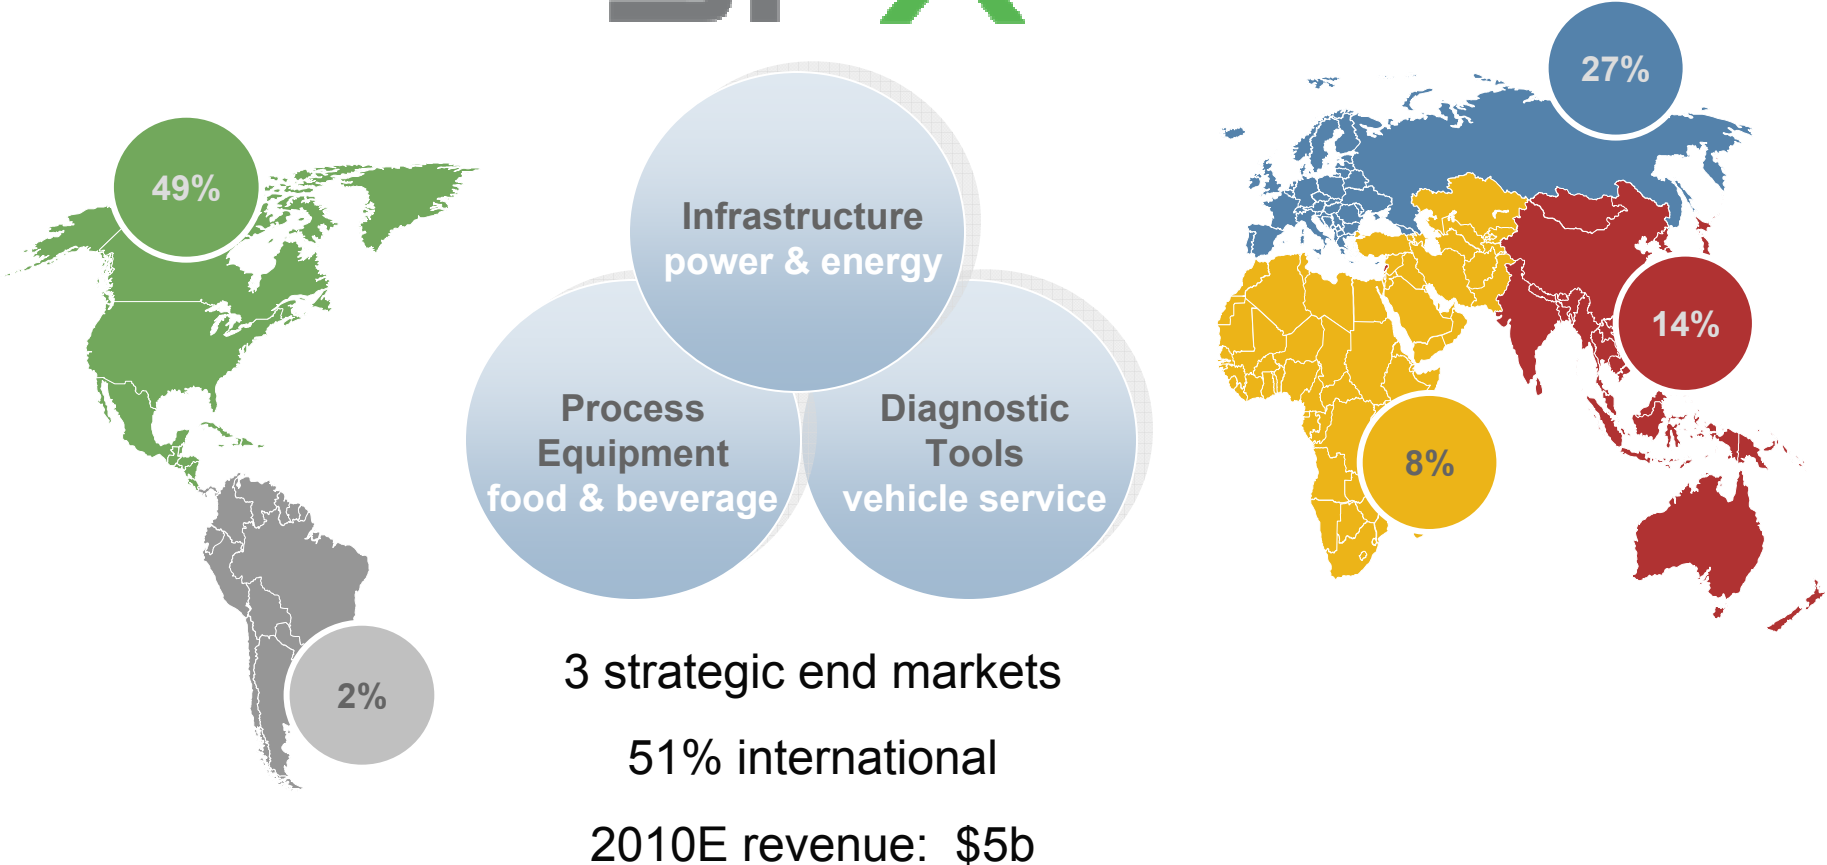 49%
27%
Infrastructure
power & energy
14%
Process
Equipment
food & beverage
Diagnostic
Tools
vehicle service
8%
2%
3 strategic end markets
51% international
2010E revenue: $5b